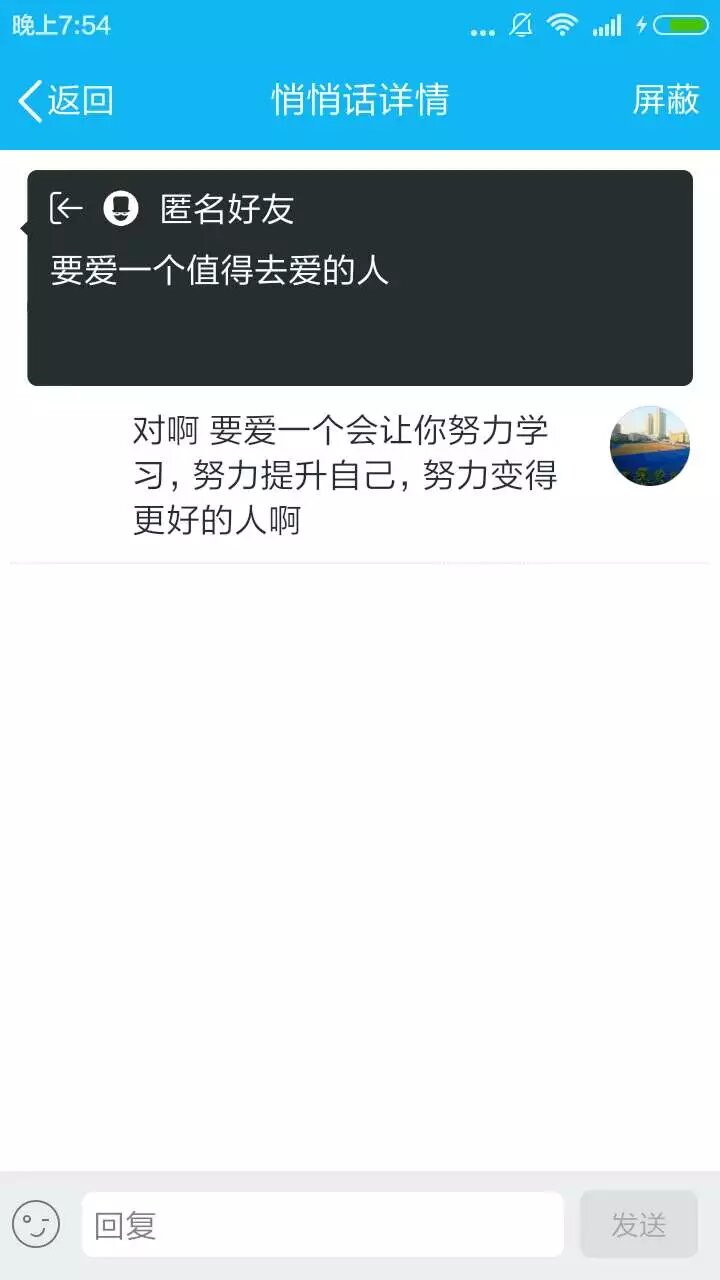 晚上7:54
返回
悄悄话详情
屏蔽
匿名好友
要爱一个值得去爱的人
对啊 要爱一个会让你努力学
习，努力提升自己，努力变得
更好的人啊
回复
发送